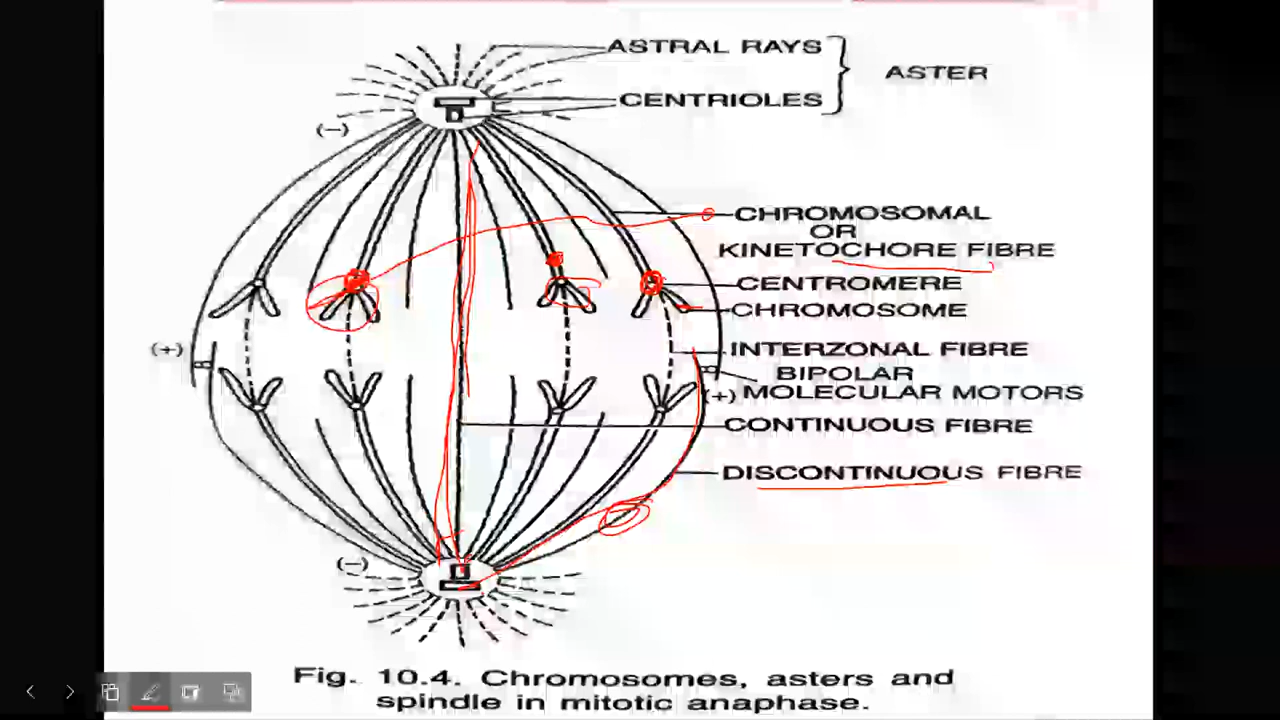 ASTRAL RAYS
ASTER
CENTRIOLES
(−)
CHROMOSOMAL
OR
KINETOCHORE FIBRE
CENTROMERE
CHROMOSOME
(+)
INTERZONAL FIBRE
BIPOLAR
(+) MOLECULAR MOTORS
CONTINUOUS FIBRE
DISCONTINUOUS FIBRE
(−)
Fig. 10.4. Chromosomes, asters and
spindle in mitotic anaphase.